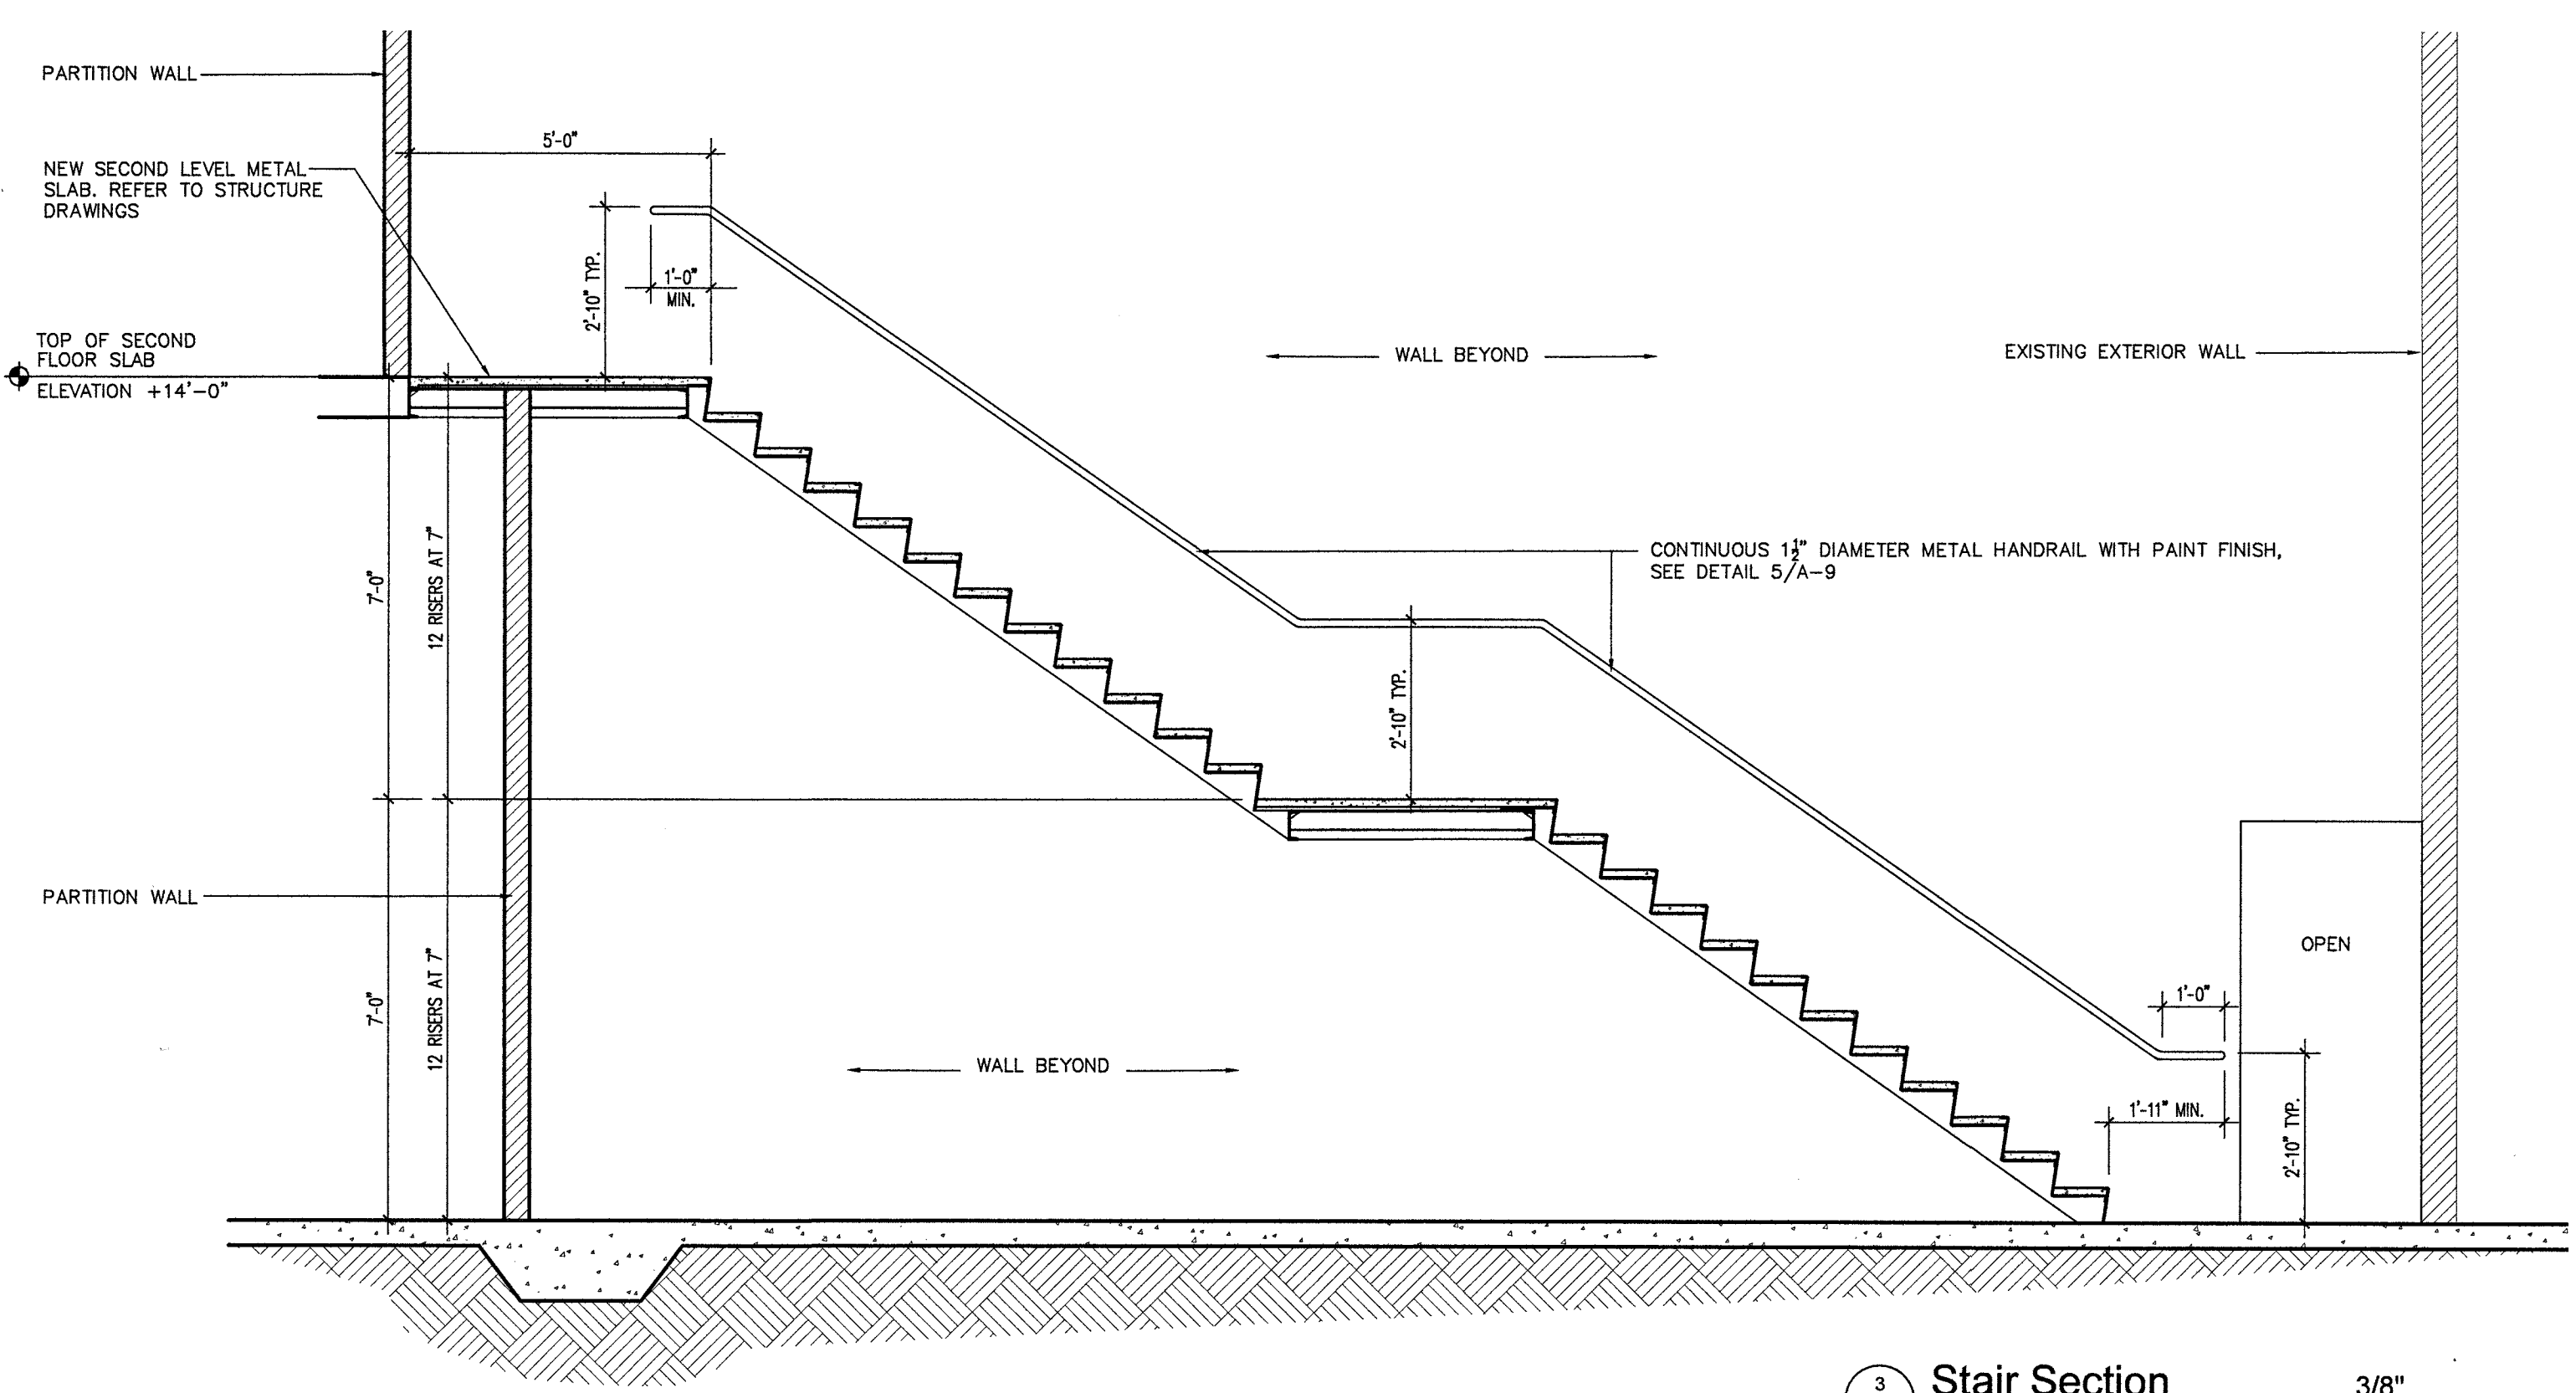 PARTITION WALL
5'-0"
NEW SECOND LEVEL METAL
SLAB. REFER TO STRUCTURE
DRAWINGS
2'-10" TYP.
1'-0"
MIN.
TOP OF SECOND
FLOOR SLAB
ELEVATION +14'-0"
WALL BEYOND
EXISTING EXTERIOR WALL
7'-0"
12 RISERS AT 7"
CONTINUOUS 1½" DIAMETER METAL HANDRAIL WITH PAINT FINISH,
SEE DETAIL 5/A-9
2'-10" TYP.
PARTITION WALL
OPEN
7'-0"
12 RISERS AT 7"
1'-0"
WALL BEYOND
1'-11" MIN.
2'-10" TYP.
3
Stair Section
3/8"